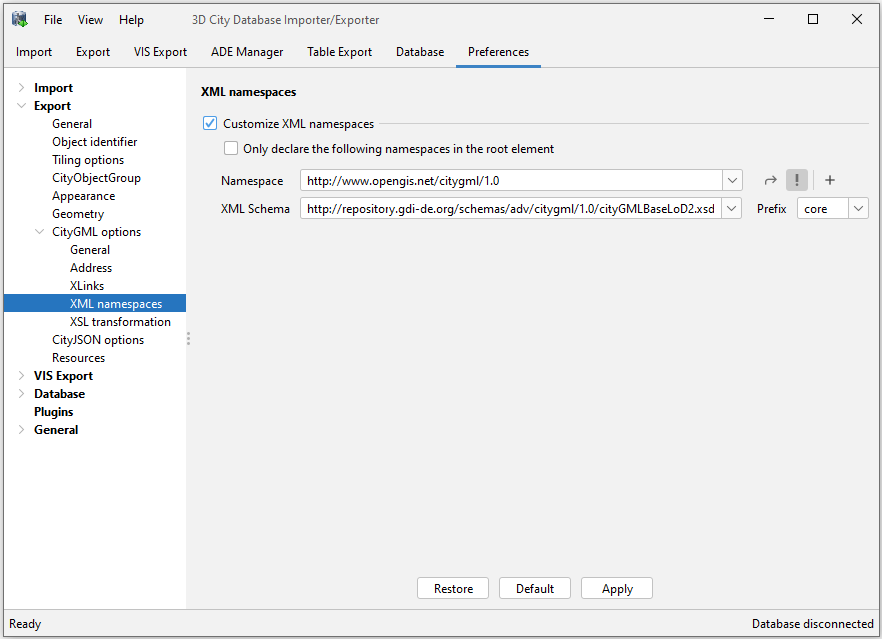 File View Help 3D City Database Importer/Exporter
Import Export VIS Export ADE Manager Table Export Database Preferences
Import
Export
General
Object identifier
Tiling options
CityObjectGroup
Appearance
Geometry
CityGML options
General
Address
XLinks
XML namespaces
XSL transformation
CityJSON options
Resources
VIS Export
Database
Plugins
General
XML namespaces
Customize XML namespaces
Only declare the following namespaces in the root element
Namespace http://www.opengis.net/citygml/1.0
XML Schema http://repository.gdi-de.org/schemas/adv/citygml/1.0/cityGMLBaseLoD2.xsd Prefix core
Restore Default Apply
Ready Database disconnected